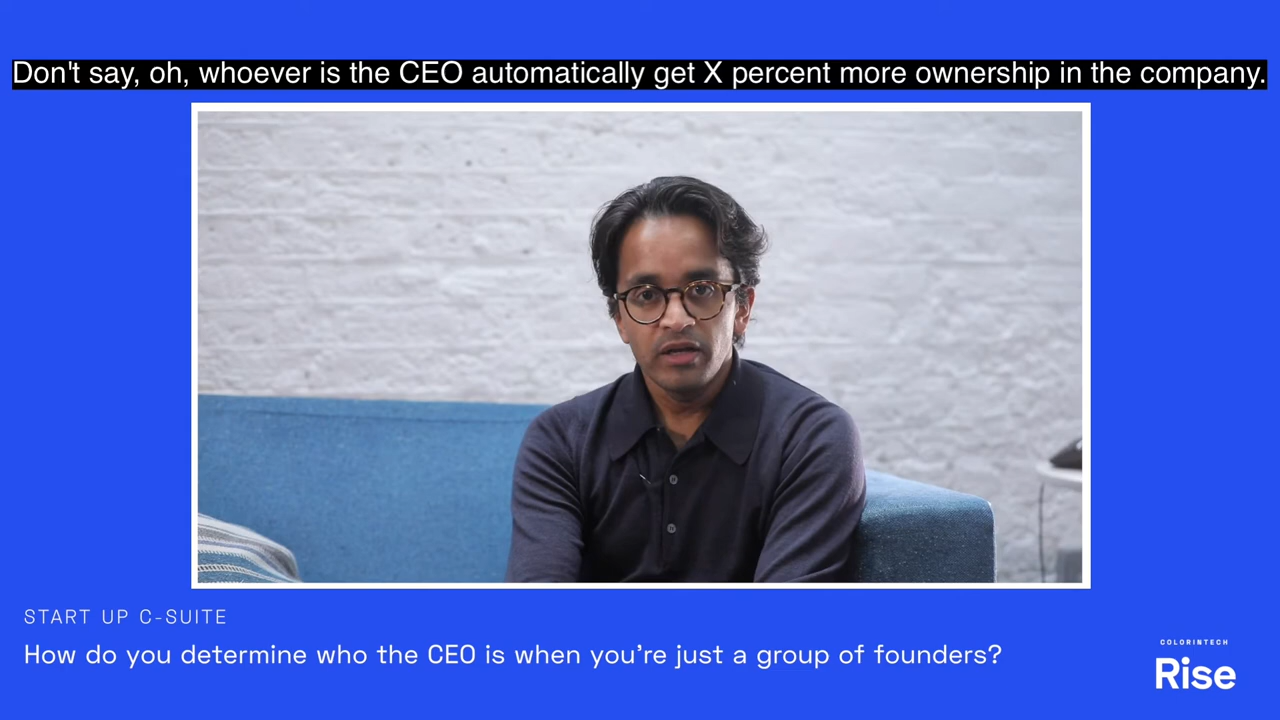 Don't say, oh, whoever is the CEO automatically get X percent more ownership in the company.
START UP C-SUITE
How do you determine who the CEO is when you're just a group of founders?
COLORINTECH
Rise